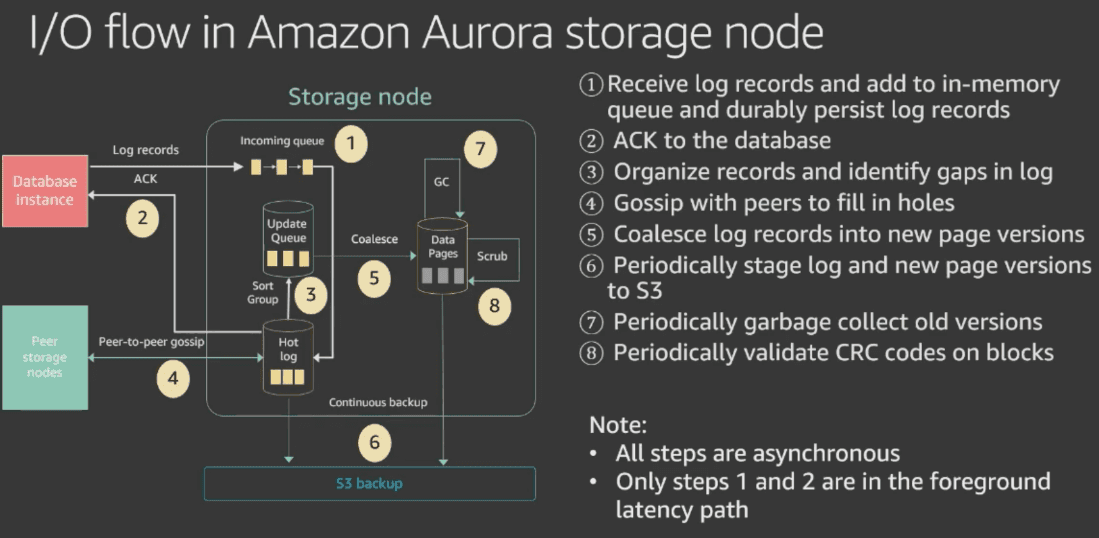 I/O flow in Amazon Aurora storage node
Storage node
Incoming queue
1
Log records
ACK
Database
instance
2
Update
Queue
Coalesce
5
Sort
Group
3
7
GC
Data
Pages
Scrub
8
Peer
storage
nodes
Peer-to-peer gossip
4
Hot
log
Continuous backup
6
S3 backup
① Receive log records and add to in-memory
queue and durably persist log records
② ACK to the database
③ Organize records and identify gaps in log
④ Gossip with peers to fill in holes
⑤ Coalesce log records into new page versions
⑥ Periodically stage log and new page versions
to S3
⑦ Periodically garbage collect old versions
⑧ Periodically validate CRC codes on blocks
Note:
• All steps are asynchronous
• Only steps 1 and 2 are in the foreground
latency path